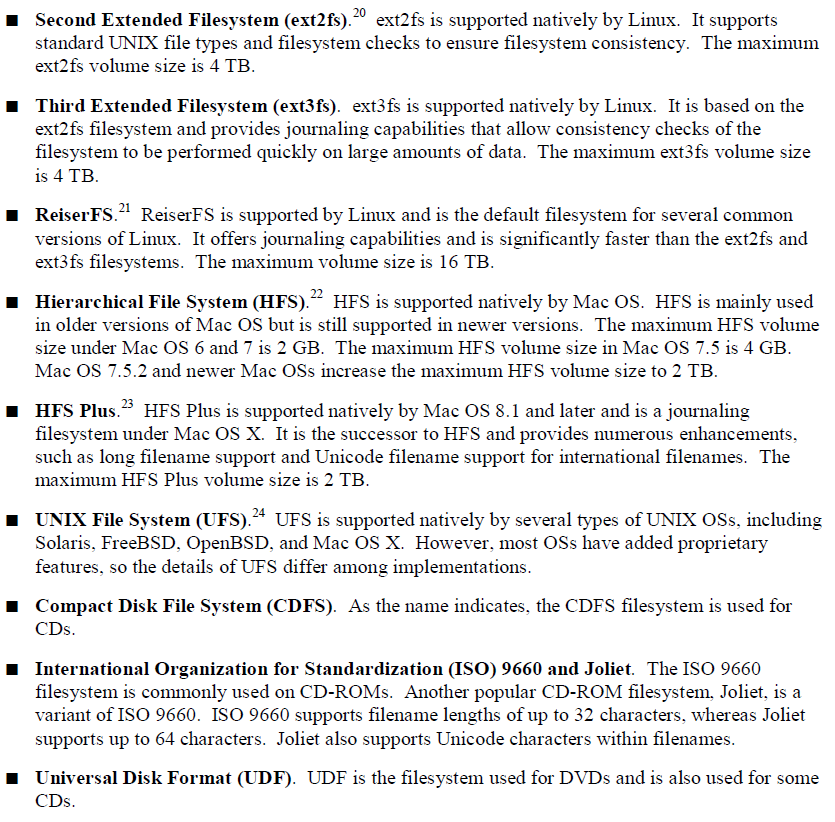 ■ Second Extended Filesystem (ext2fs).20 ext2fs is supported natively by Linux. It supports
standard UNIX file types and filesystem checks to ensure filesystem consistency. The maximum
ext2fs volume size is 4 TB.
■ Third Extended Filesystem (ext3fs). ext3fs is supported natively by Linux. It is based on the
ext2fs filesystem and provides journaling capabilities that allow consistency checks of the
filesystem to be performed quickly on large amounts of data. The maximum ext3fs volume size
is 4 TB.
■ ReiserFS.21 ReiserFS is supported by Linux and is the default filesystem for several common
versions of Linux. It offers journaling capabilities and is significantly faster than the ext2fs and
ext3fs filesystems. The maximum volume size is 16 TB.
■ Hierarchical File System (HFS).22 HFS is supported natively by Mac OS. HFS is mainly used
in older versions of Mac OS but is still supported in newer versions. The maximum HFS volume
size under Mac OS 6 and 7 is 2 GB. The maximum HFS volume size in Mac OS 7.5 is 4 GB.
Mac OS 7.5.2 and newer Mac OSs increase the maximum HFS volume size to 2 TB.
■ HFS Plus.23 HFS Plus is supported natively by Mac OS 8.1 and later and is a journaling
filesystem under Mac OS X. It is the successor to HFS and provides numerous enhancements,
such as long filename support and Unicode filename support for international filenames. The
maximum HFS Plus volume size is 2 TB.
■ UNIX File System (UFS).24 UFS is supported natively by several types of UNIX OSs, including
Solaris, FreeBSD, OpenBSD, and Mac OS X. However, most OSs have added proprietary
features, so the details of UFS differ among implementations.
■ Compact Disk File System (CDFS). As the name indicates, the CDFS filesystem is used for
CDs.
■ International Organization for Standardization (ISO) 9660 and Joliet. The ISO 9660
filesystem is commonly used on CD-ROMs. Another popular CD-ROM filesystem, Joliet, is a
variant of ISO 9660. ISO 9660 supports filename lengths of up to 32 characters, whereas Joliet
supports up to 64 characters. Joliet also supports Unicode characters within filenames.
■ Universal Disk Format (UDF). UDF is the filesystem used for DVDs and is also used for some
CDs.